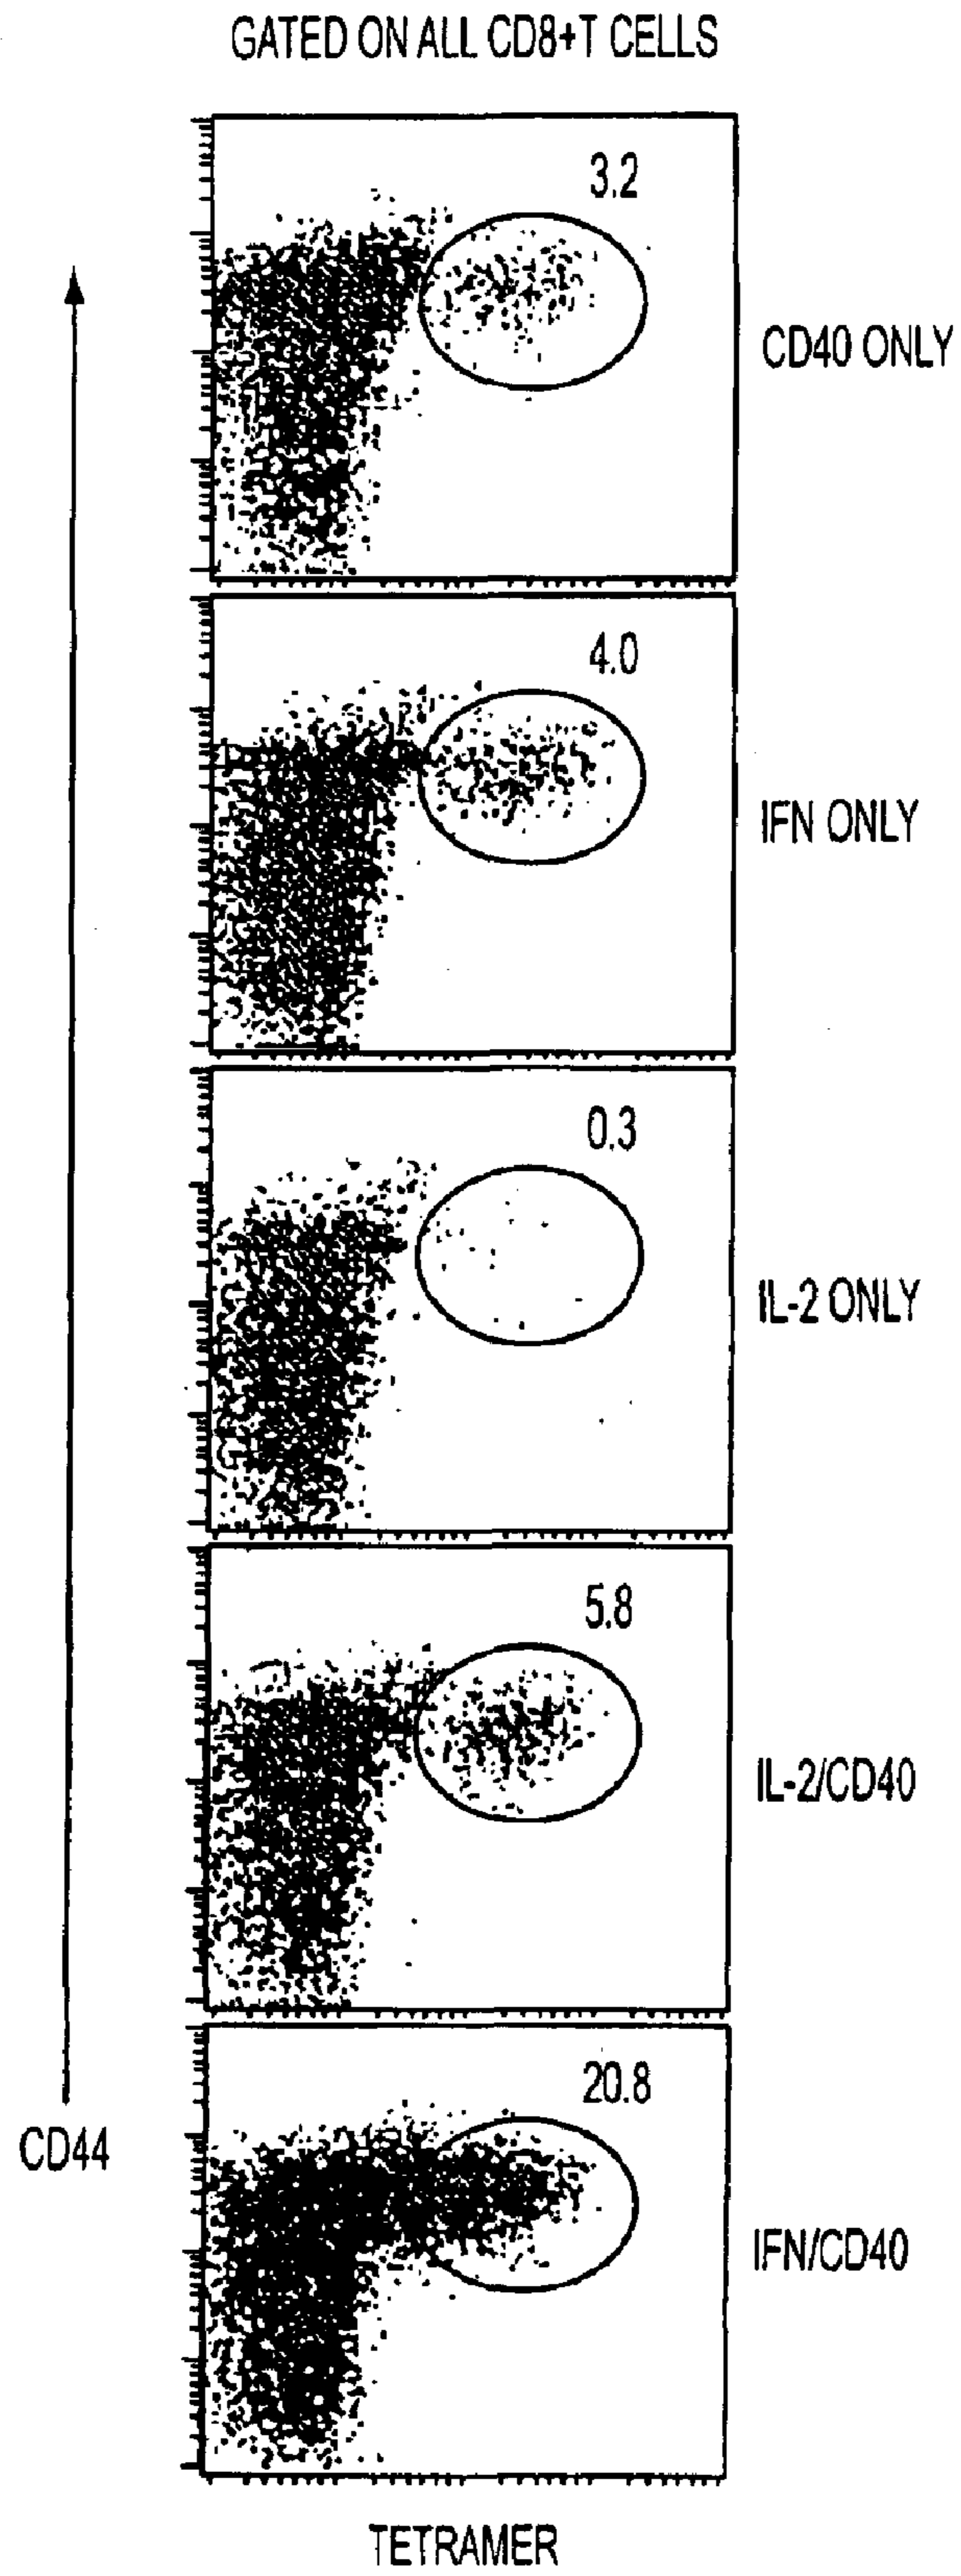 GATED ON ALL CD8+T CELLS
3.2
CD40 ONLY
4.0
IFN ONLY
0.3
IL-2 ONLY
5.8
IL-2/CD40
20.8
CD44
IFN/CD40
TETRAMER